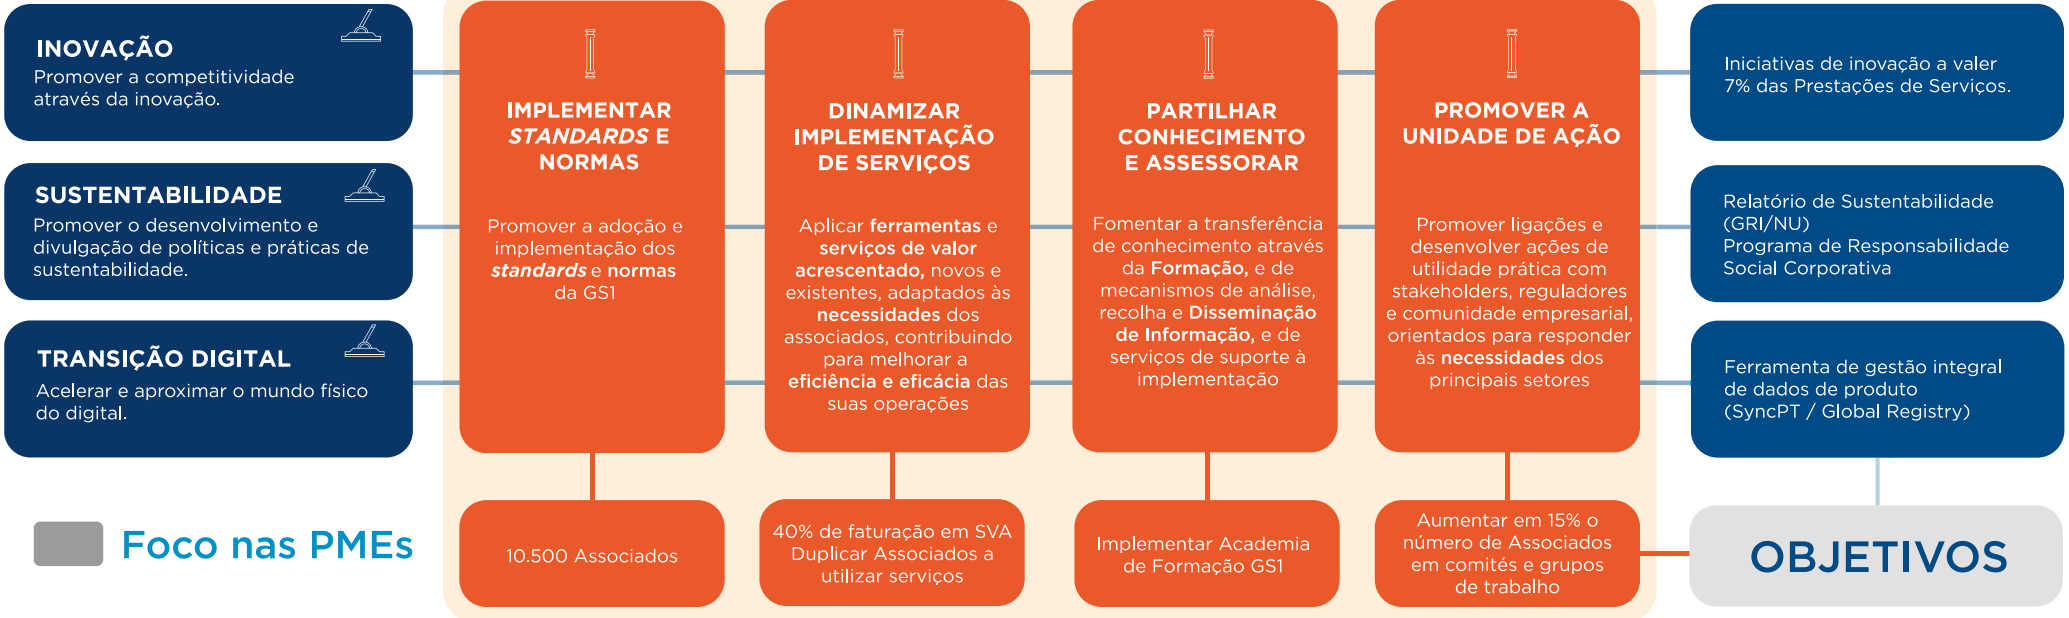 INOVAÇÃO
Promover a competitividade
através da inovação.
SUSTENTABILIDADE
Promover o desenvolvimento e
divulgação de políticas e práticas de
sustentabilidade.
TRANSIÇÃO DIGITAL
Acelerar e aproximar o mundo físico
do digital.
Foco nas PMEs
IMPLEMENTAR
STANDARDS E
NORMAS
Promover a adoção e
implementação dos
standards e normas
da GS1
10.500 Associados
DINAMIZAR
IMPLEMENTAÇÃO
DE SERVIÇOS
Aplicar ferramentas e
serviços de valor
acrescentado, novos e
existentes, adaptados às
necessidades dos
associados, contribuindo
para melhorar a
eficiência e eficácia das
suas operações
40% de faturação em SVA
Duplicar Associados a
utilizar serviços
PARTILHAR
CONHECIMENTO
E ASSESSORAR
Fomentar a transferência
de conhecimento através
da Formação, e de
mecanismos de análise,
recolha e Disseminação
de Informação, e de
serviços de suporte à
implementação
Implementar Academia
de Formação GS1
PROMOVER A
UNIDADE DE AÇÃO
Promover ligações e
desenvolver ações de
utilidade prática com
stakeholders, reguladores
e comunidade empresarial,
orientados para responder
às necessidades dos
principais setores
Aumentar em 15% o
número de Associados
em comités e grupos
de trabalho
Iniciativas de inovação a valer
7% das Prestações de Serviços.
Relatório de Sustentabilidade
(GRI/NU)
Programa de Responsabilidade
Social Corporativa
Ferramenta de gestão integral
de dados de produto
(SyncPT / Global Registry)
OBJETIVOS